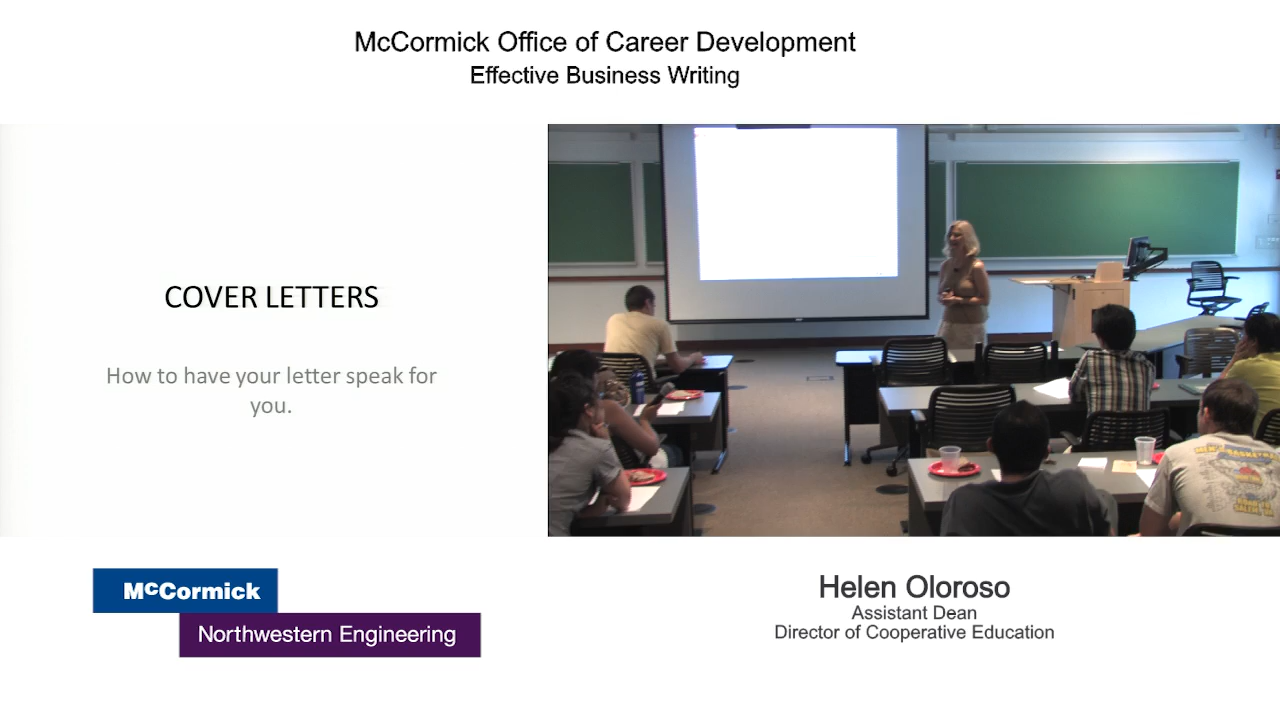 McCormick Office of Career Development
Effective Business Writing
COVER LETTERS
How to have your letter speak for
you.
McCormick
Northwestern Engineering
Helen Oloroso
Assistant Dean
Director of Cooperative Education